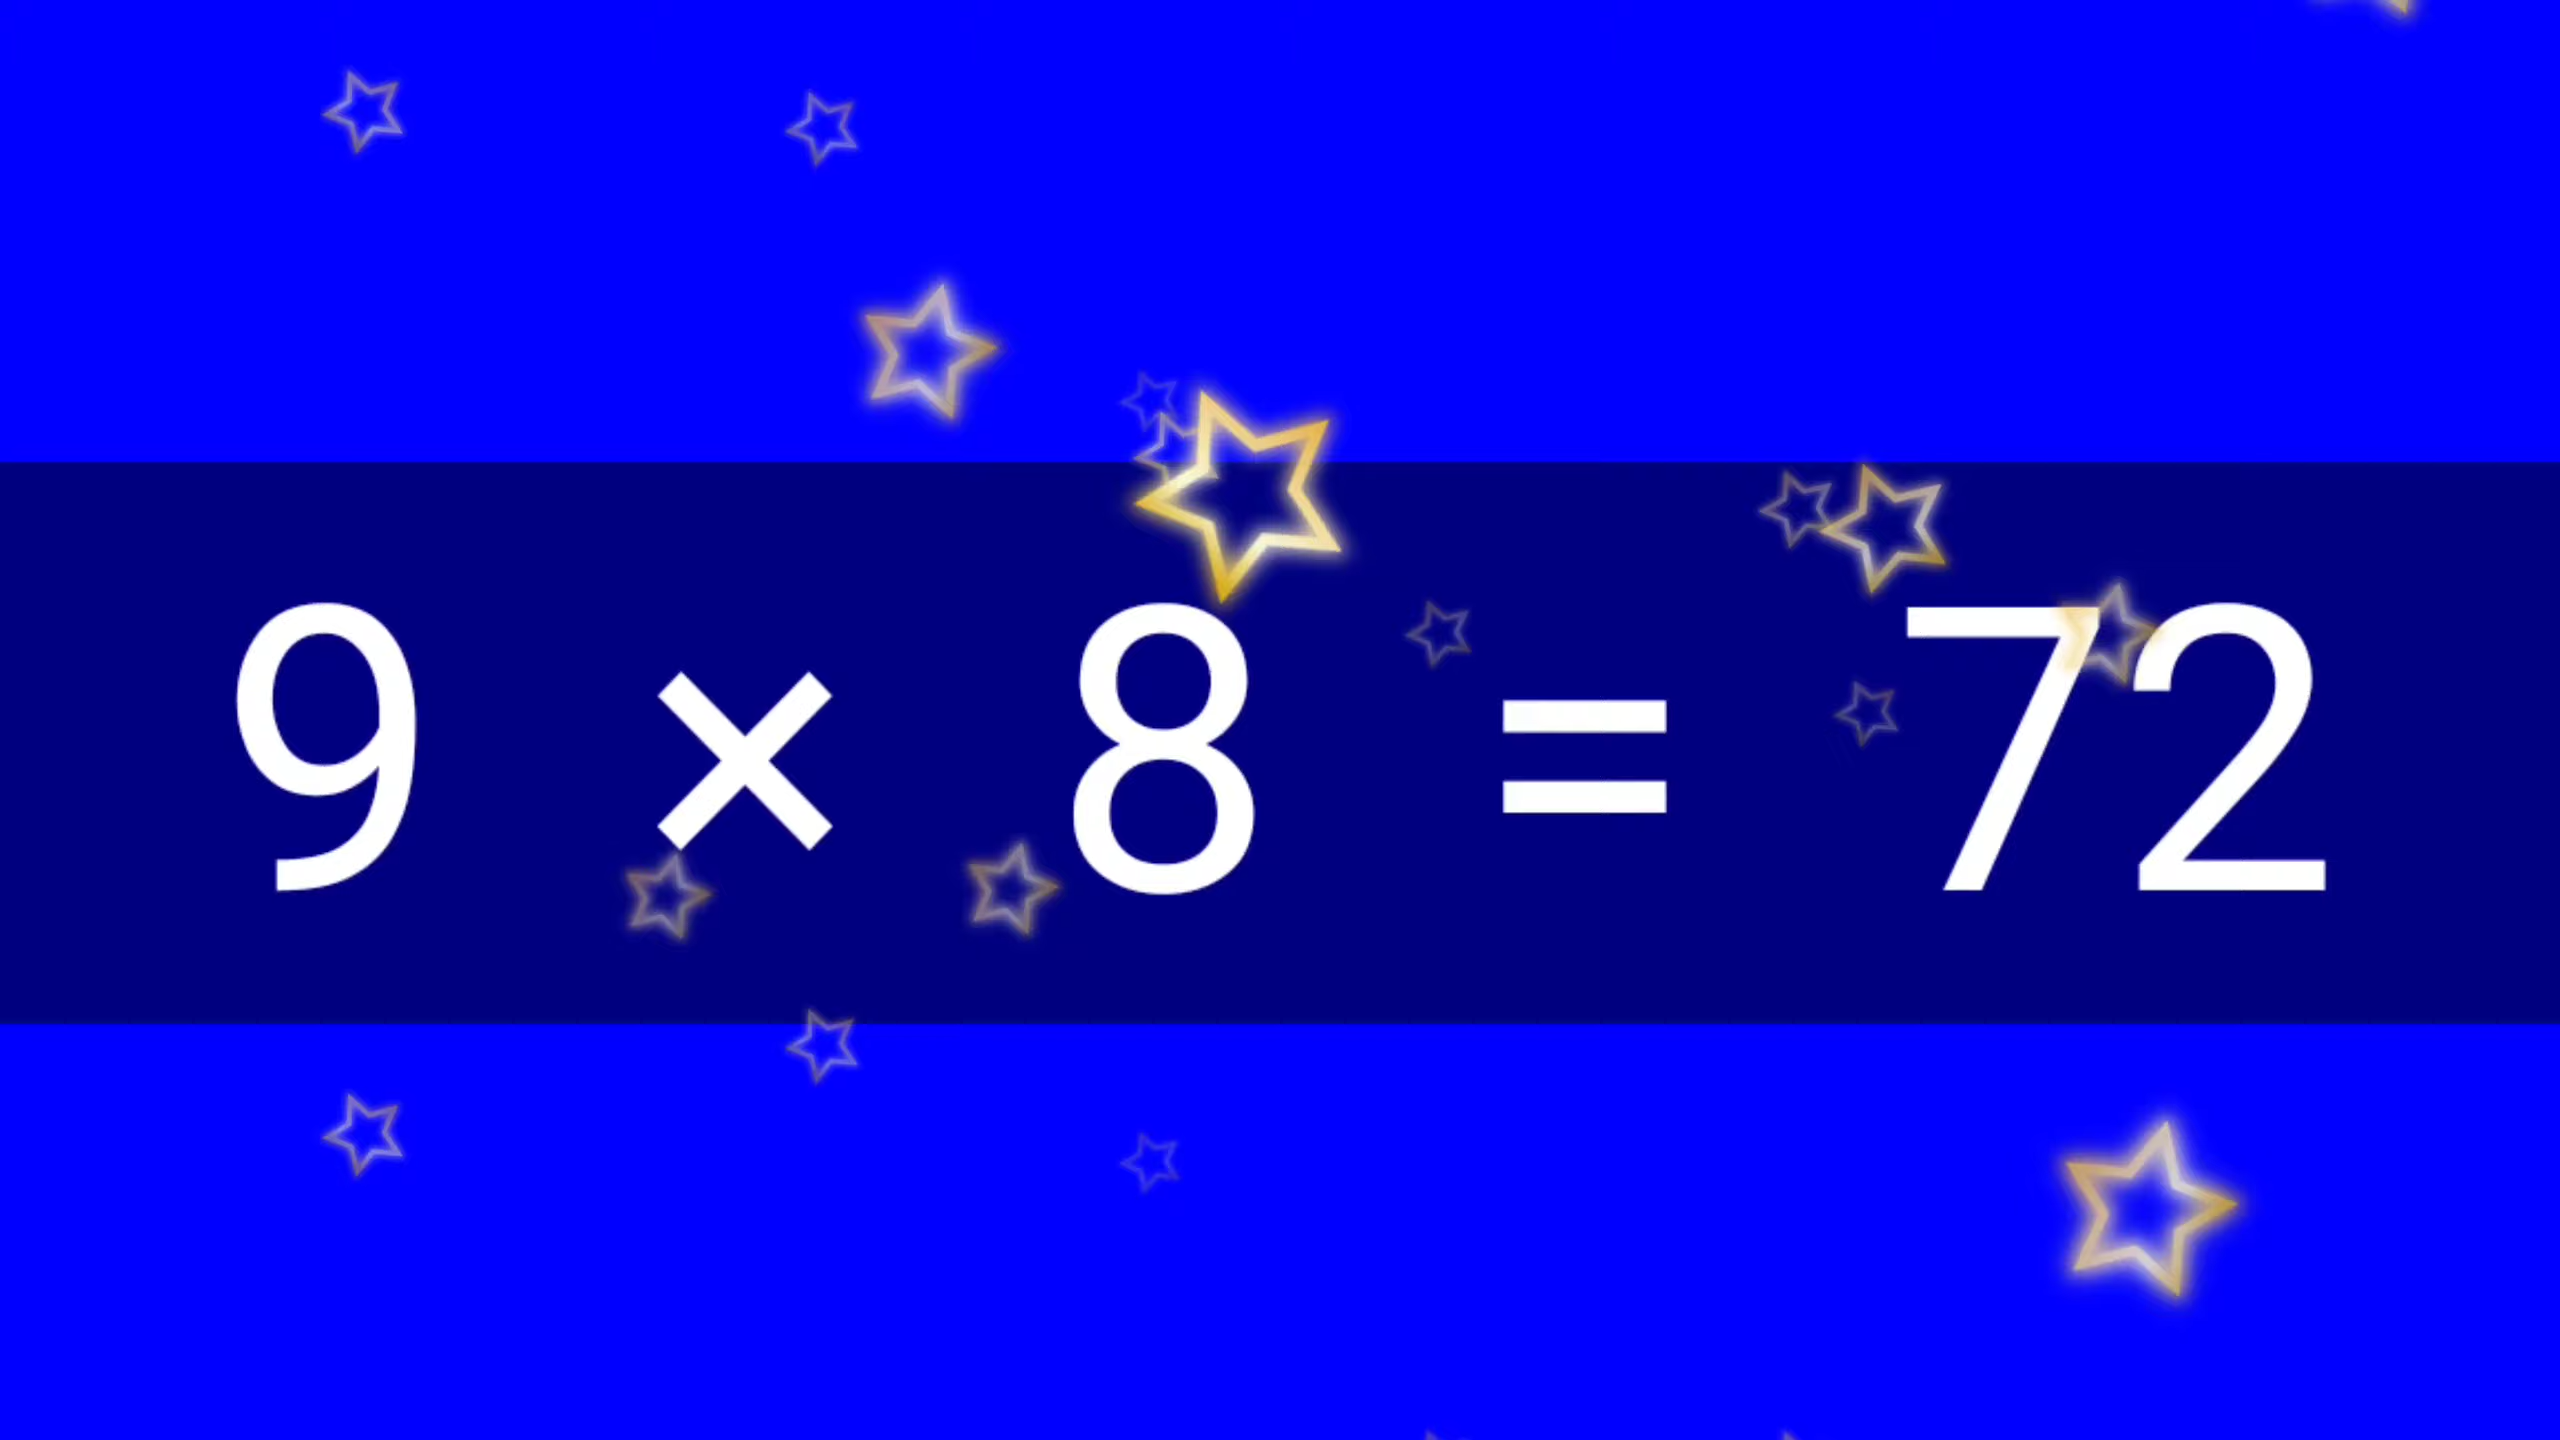 9 × 8 = 72